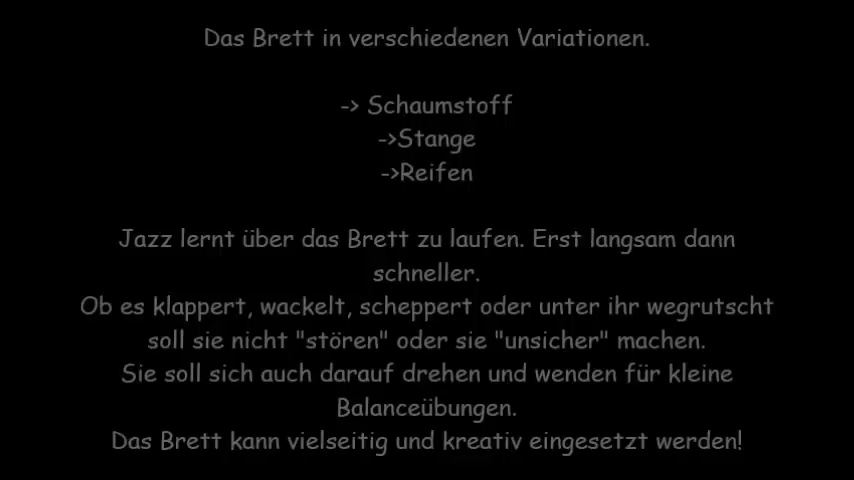 Das Brett in verschiedenen Variationen.
-> Schaumstoff
->Stange
->Reifen
Jazz lernt über das Brett zu laufen. Erst langsam dann
schneller.
Ob es klappert, wackelt, scheppert oder unter ihr wegrutscht
soll sie nicht "stören" oder sie "unsicher" machen.
Sie soll sich auch darauf drehen und wenden für kleine
Balanceübungen.
Das Brett kann vielseitig und kreativ eingesetzt werden!